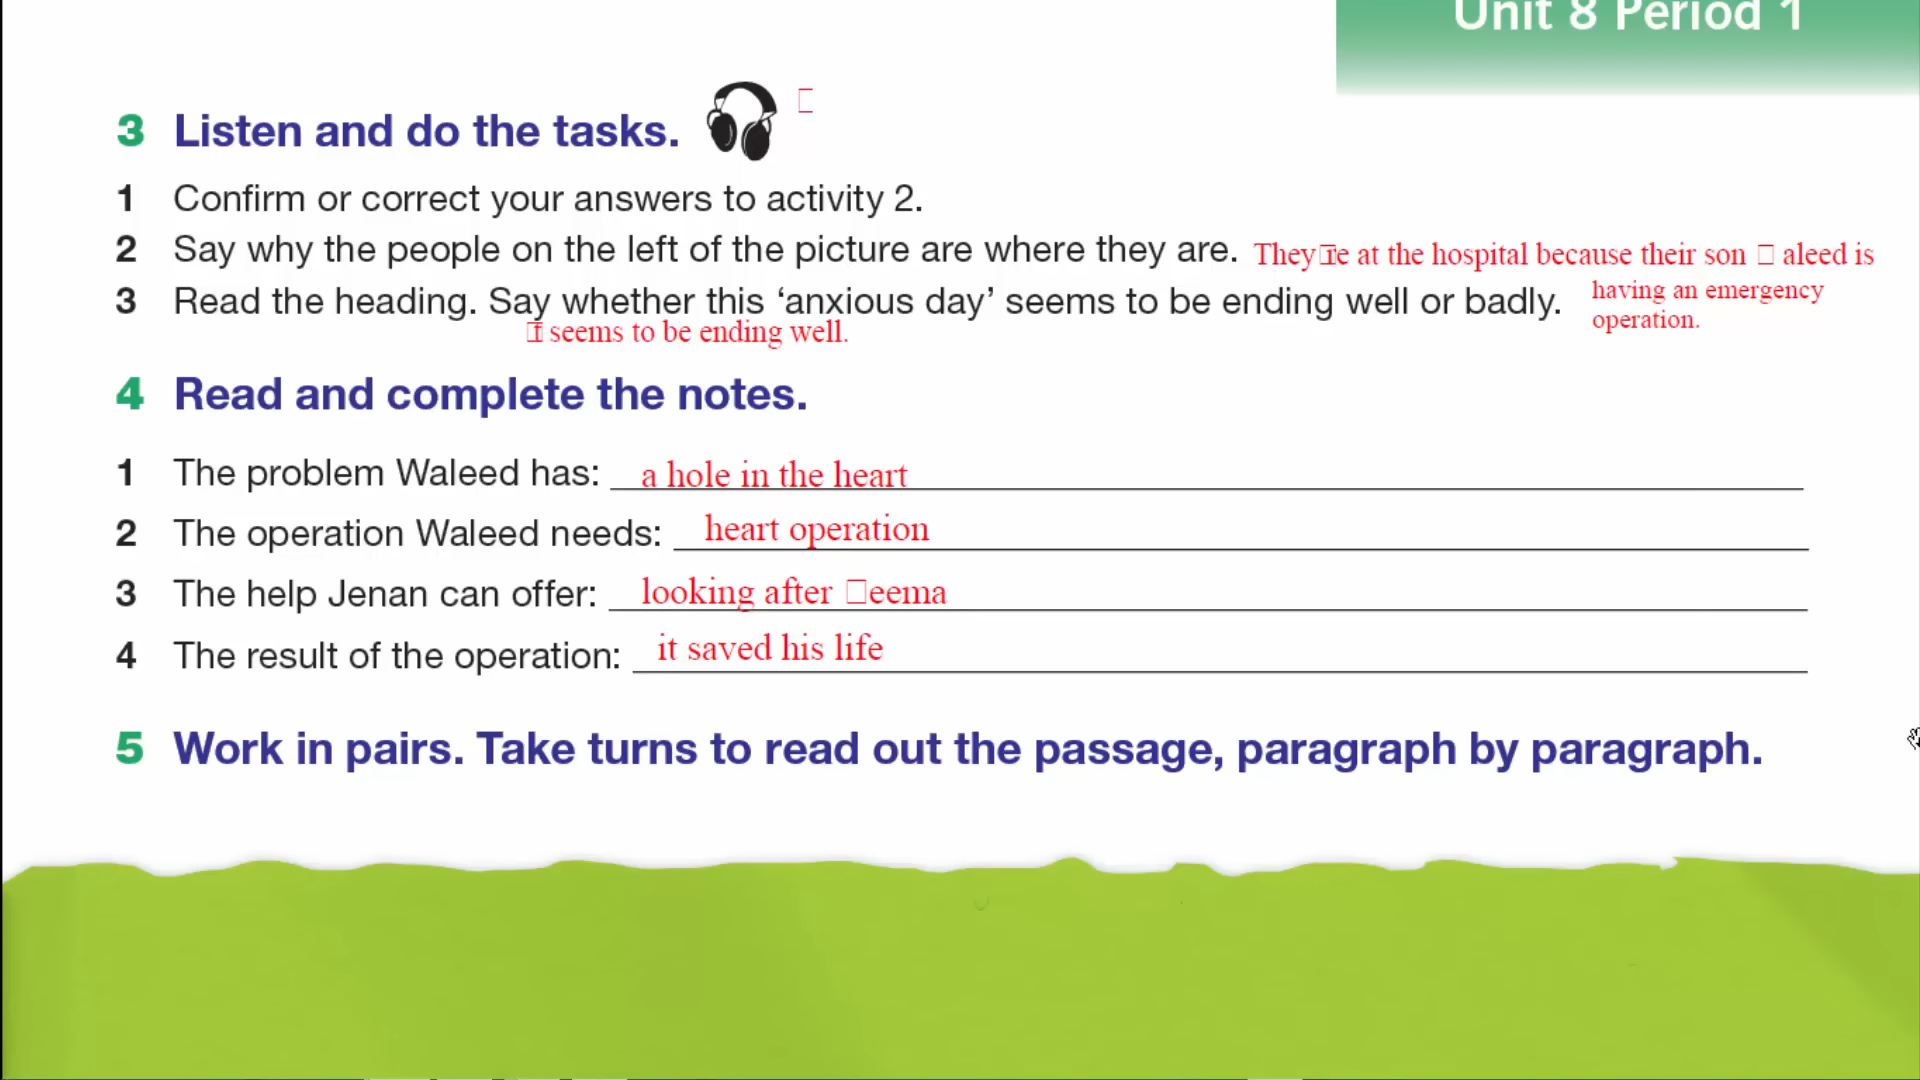 Unit 8 Period 1
3 Listen and do the tasks.
1 Confirm or correct your answers to activity 2.
2 Say why the people on the left of the picture are where they are. They□re at the hospital because their son □aleed is
3 Read the heading. Say whether this ‘anxious day’ seems to be ending well or badly. having an emergency
operation.
seems to be ending well.
4 Read and complete the notes.
1 The problem Waleed has: a hole in the heart
2 The operation Waleed needs: heart operation
3 The help Jenan can offer: looking after □eema
4 The result of the operation: it saved his life
5 Work in pairs. Take turns to read out the passage, paragraph by paragraph.